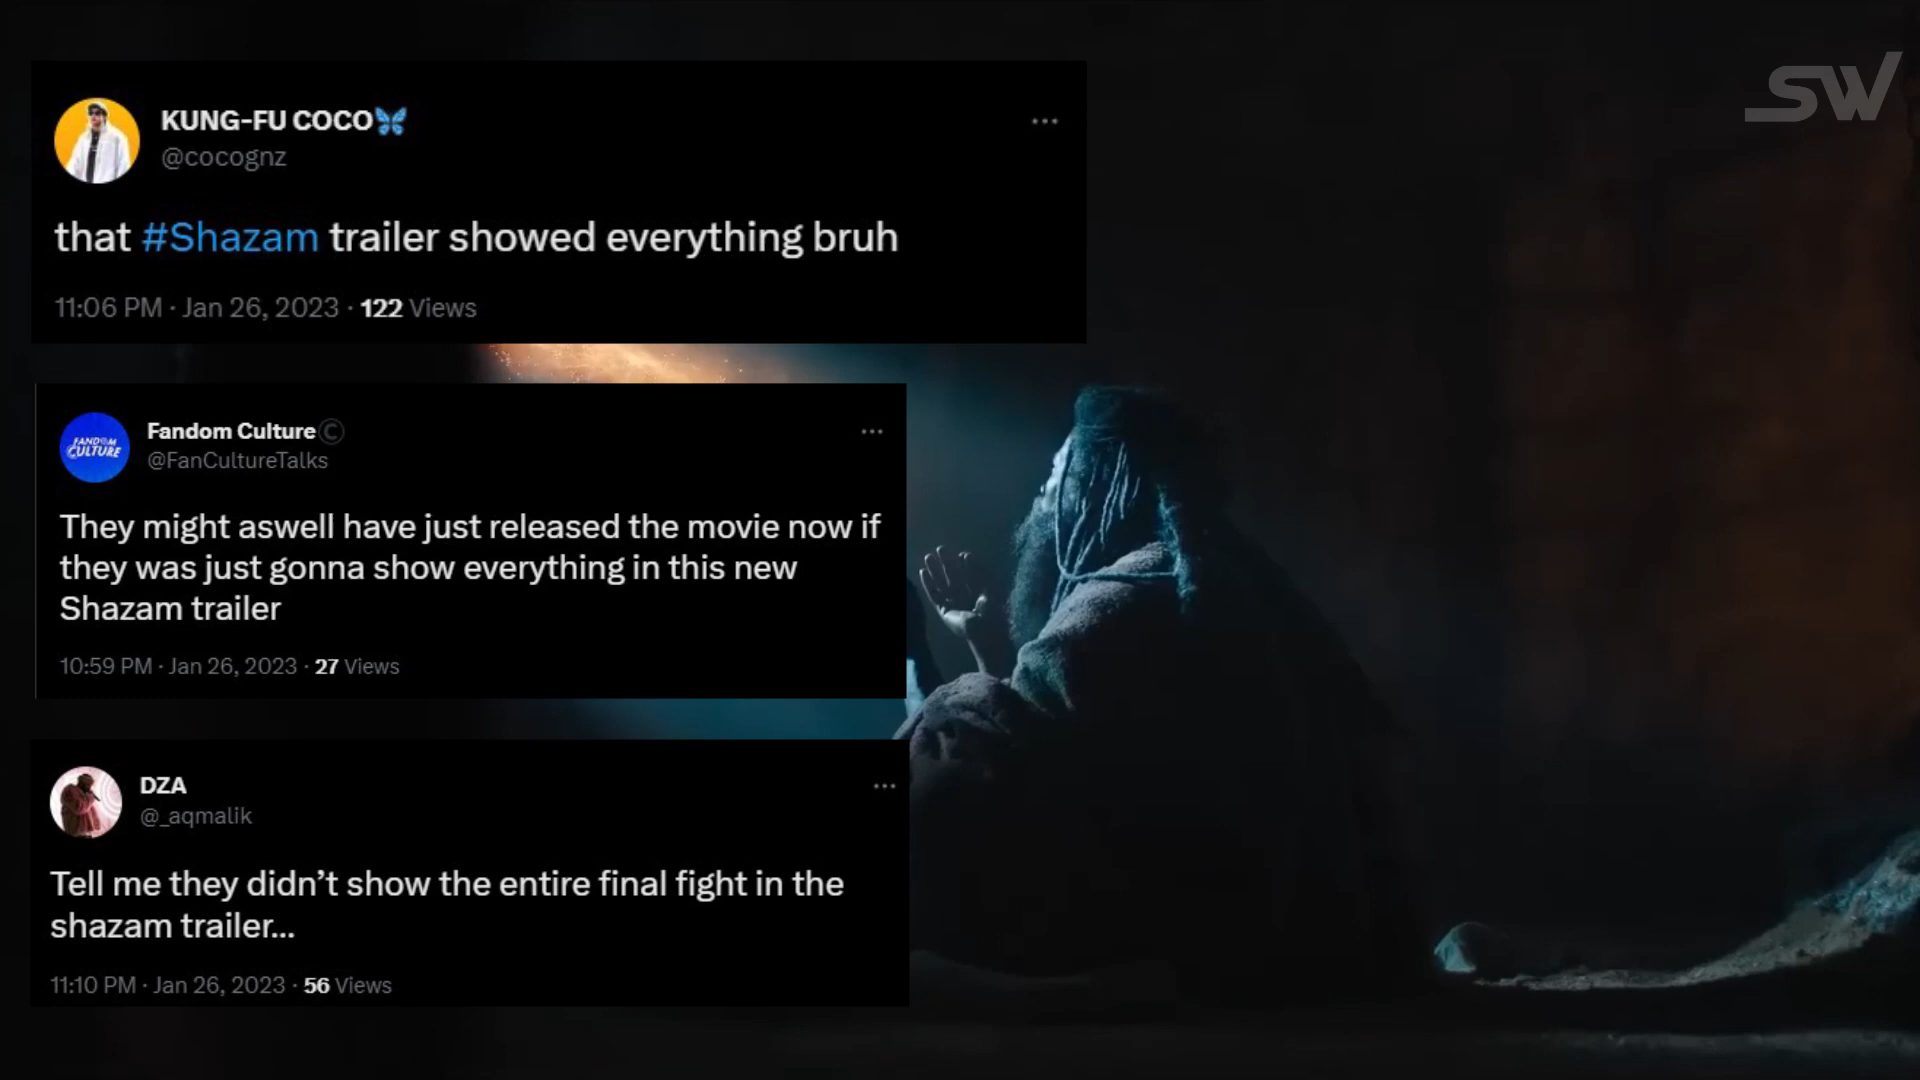 SW
KUNG-FU COCO🦋
@cocognz
that #Shazam trailer showed everything bruh
11:06 PM · Jan 26, 2023 · 122 Views
FANDOM
CULTURE
Fandom Culture©
@FanCultureTalks
They might aswell have just released the movie now if
they was just gonna show everything in this new
Shazam trailer
10:59 PM · Jan 26, 2023 · 27 Views
DZA
@_aqmalik
Tell me they didn't show the entire final fight in the
shazam trailer...
11:10 PM · Jan 26, 2023 · 56 Views